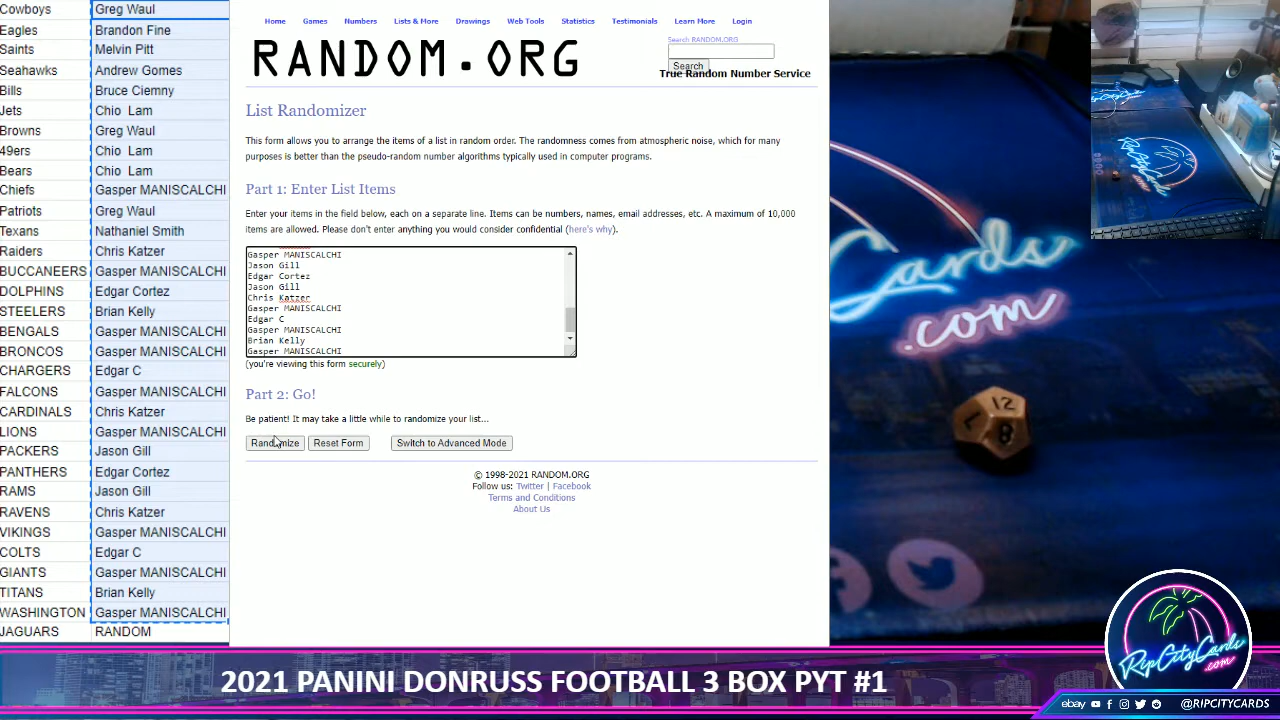 Cowboys Greg Waul
Eagles Brandon Fine
Saints Melvin Pitt
Seahawks Andrew Gomes
Bills Bruce Ciemny
Jets Chio Lam
Browns Greg Waul
49ers Chio Lam
Bears Chio Lam
Chiefs Gasper MANISCALCHI
Patriots Greg Waul
Texans Nathaniel Smith
Raiders Chris Katzer
BUCCANEERS Gasper MANISCALCHI
DOLPHINS Edgar Cortez
STEELERS Brian Kelly
BENGALS Gasper MANISCALCHI
BRONCOS Gasper MANISCALCHI
CHARGERS Edgar C
FALCONS Gasper MANISCALCHI
CARDINALS Chris Katzer
LIONS Gasper MANISCALCHI
PACKERS Jason Gill
PANTHERS Edgar Cortez
RAMS Jason Gill
RAVENS Chris Katzer
VIKINGS Gasper MANISCALCHI
COLTS Edgar C
GIANTS Gasper MANISCALCHI
TITANS Brian Kelly
WASHINGTON Gasper MANISCALCHI
JAGUARS RANDOM
Home Games Numbers Lists & More Drawings Web Tools Statistics Testimonials Learn More Login
RANDOM.ORG
Search RANDOM.ORG
Search
True Random Number Service
List Randomizer
This form allows you to arrange the items of a list in random order. The randomness comes from atmospheric noise, which for many
purposes is better than the pseudo-random number algorithms typically used in computer programs.
Part 1: Enter List Items
Enter your items in the field below, each on a separate line. Items can be numbers, names, email addresses, etc. A maximum of 10,000
items are allowed. Please don't enter anything you would consider confidential (here's why).
Gasper MANISCALCHI
Jason Gill
Edgar Cortez
Jason Gill
Chris Katzer
Gasper MANISCALCHI
Edgar C
Gasper MANISCALCHI
Brian Kelly
Gasper MANISCALCHI
(you're viewing this form securely)
Part 2: Go!
Be patient! It may take a little while to randomize your list...
Randomize Reset Form Switch to Advanced Mode
© 1998-2021 RANDOM.ORG
Follow us: Twitter | Facebook
Terms and Conditions
About Us
Cards
.com
12
1
8
RipCityCards
.com
2021 PANINI DONRUSS FOOTBALL 3 BOX PYT #1
ebay @RIPCITYCARDS